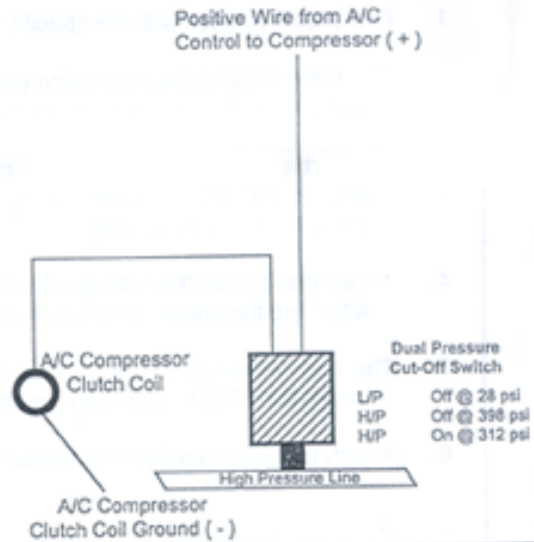 Positive Wire from A/C
Control to Compressor ( + )
A/C Compressor
Clutch Coil
Dual Pressure
Cut-Off Switch
L/P Off @ 28 psi
H/P Off @ 398 psi
H/P On @ 312 psi
High Pressure Line
A/C Compressor
Clutch Coil Ground ( - )